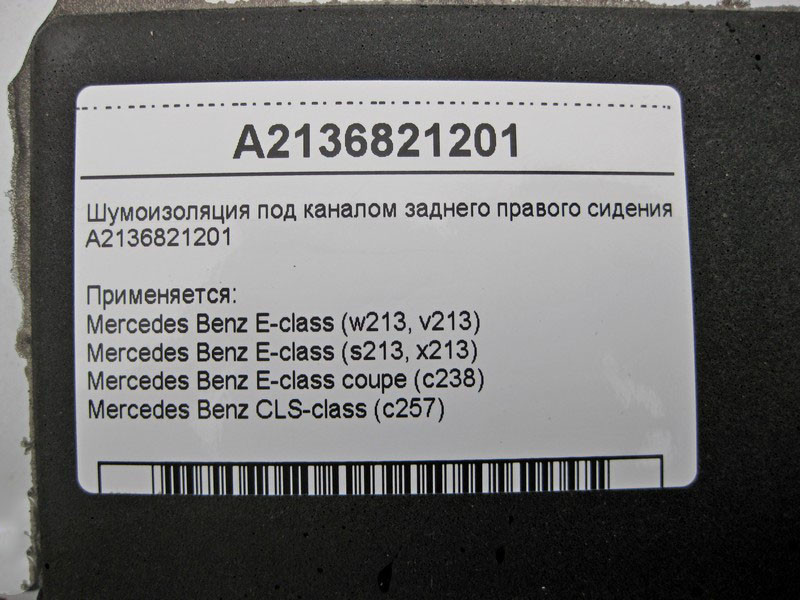 A2136821201
Шумоизоляция под каналом заднего правого сидения
A2136821201
Применяется:
Mercedes Benz E-class (w213, v213)
Mercedes Benz E-class (s213, x213)
Mercedes Benz E-class coupe (c238)
Mercedes Benz CLS-class (c257)